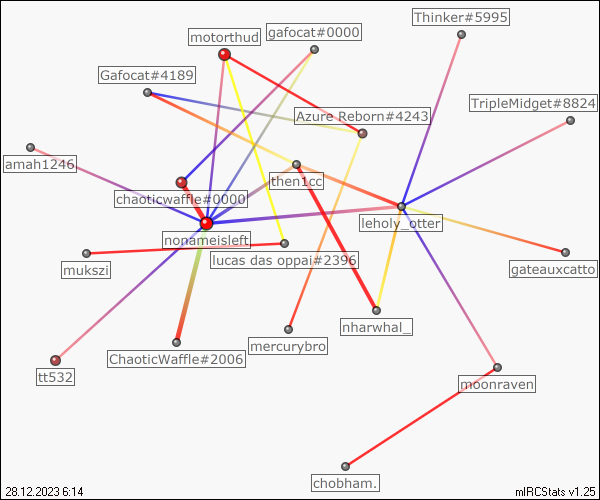 Thinker#5995
gafocat#0000
motorthud
Gafocat#4189
TripleMidget#8824
Azure Reborn#4243
amah1246
then1cc
chaoticwaffle#0000
leholy_otter
nonameisleft
lucas das oppai#2396
mukszi
gateauxcatto
nharwhal_
mercurybro
ChaoticWaffle#2006
tt532
moonraven
chobham.
28.12.2023 6:14
mIRCStats v1.25